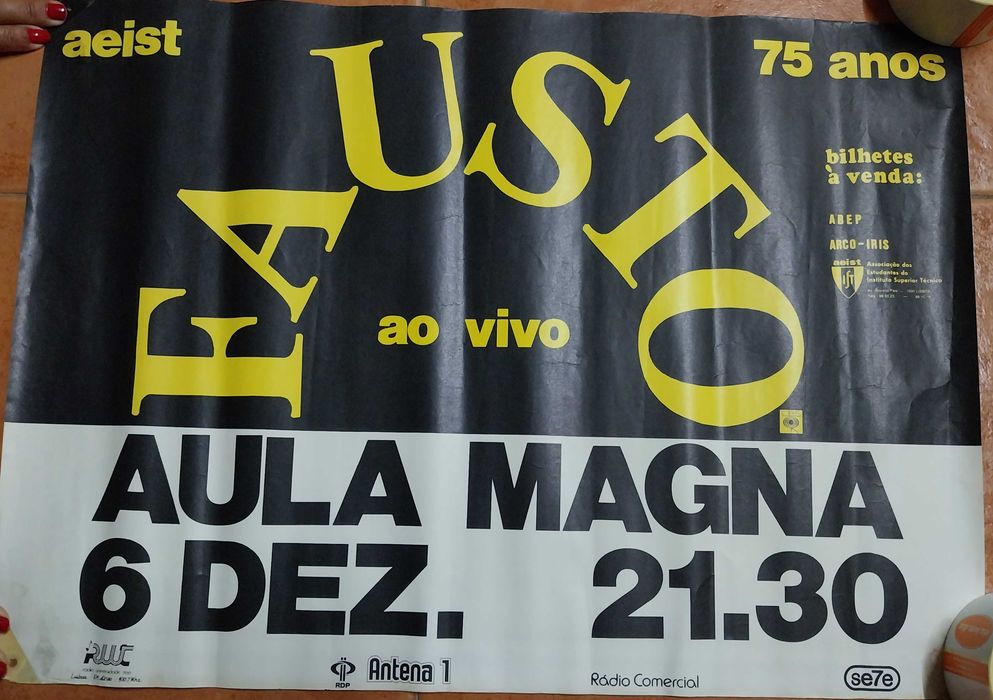 aeist
75 anos
FAUSTO
ao vivo
bilhetes
à venda:
ABEP
ARCO-IRIS
aeist
IST
Associação dos
Estudantes do
Instituto Superior Técnico
AULA MAGNA
6 DEZ. 21.30
RDP
Antena 1
Rádio Comercial
se7e